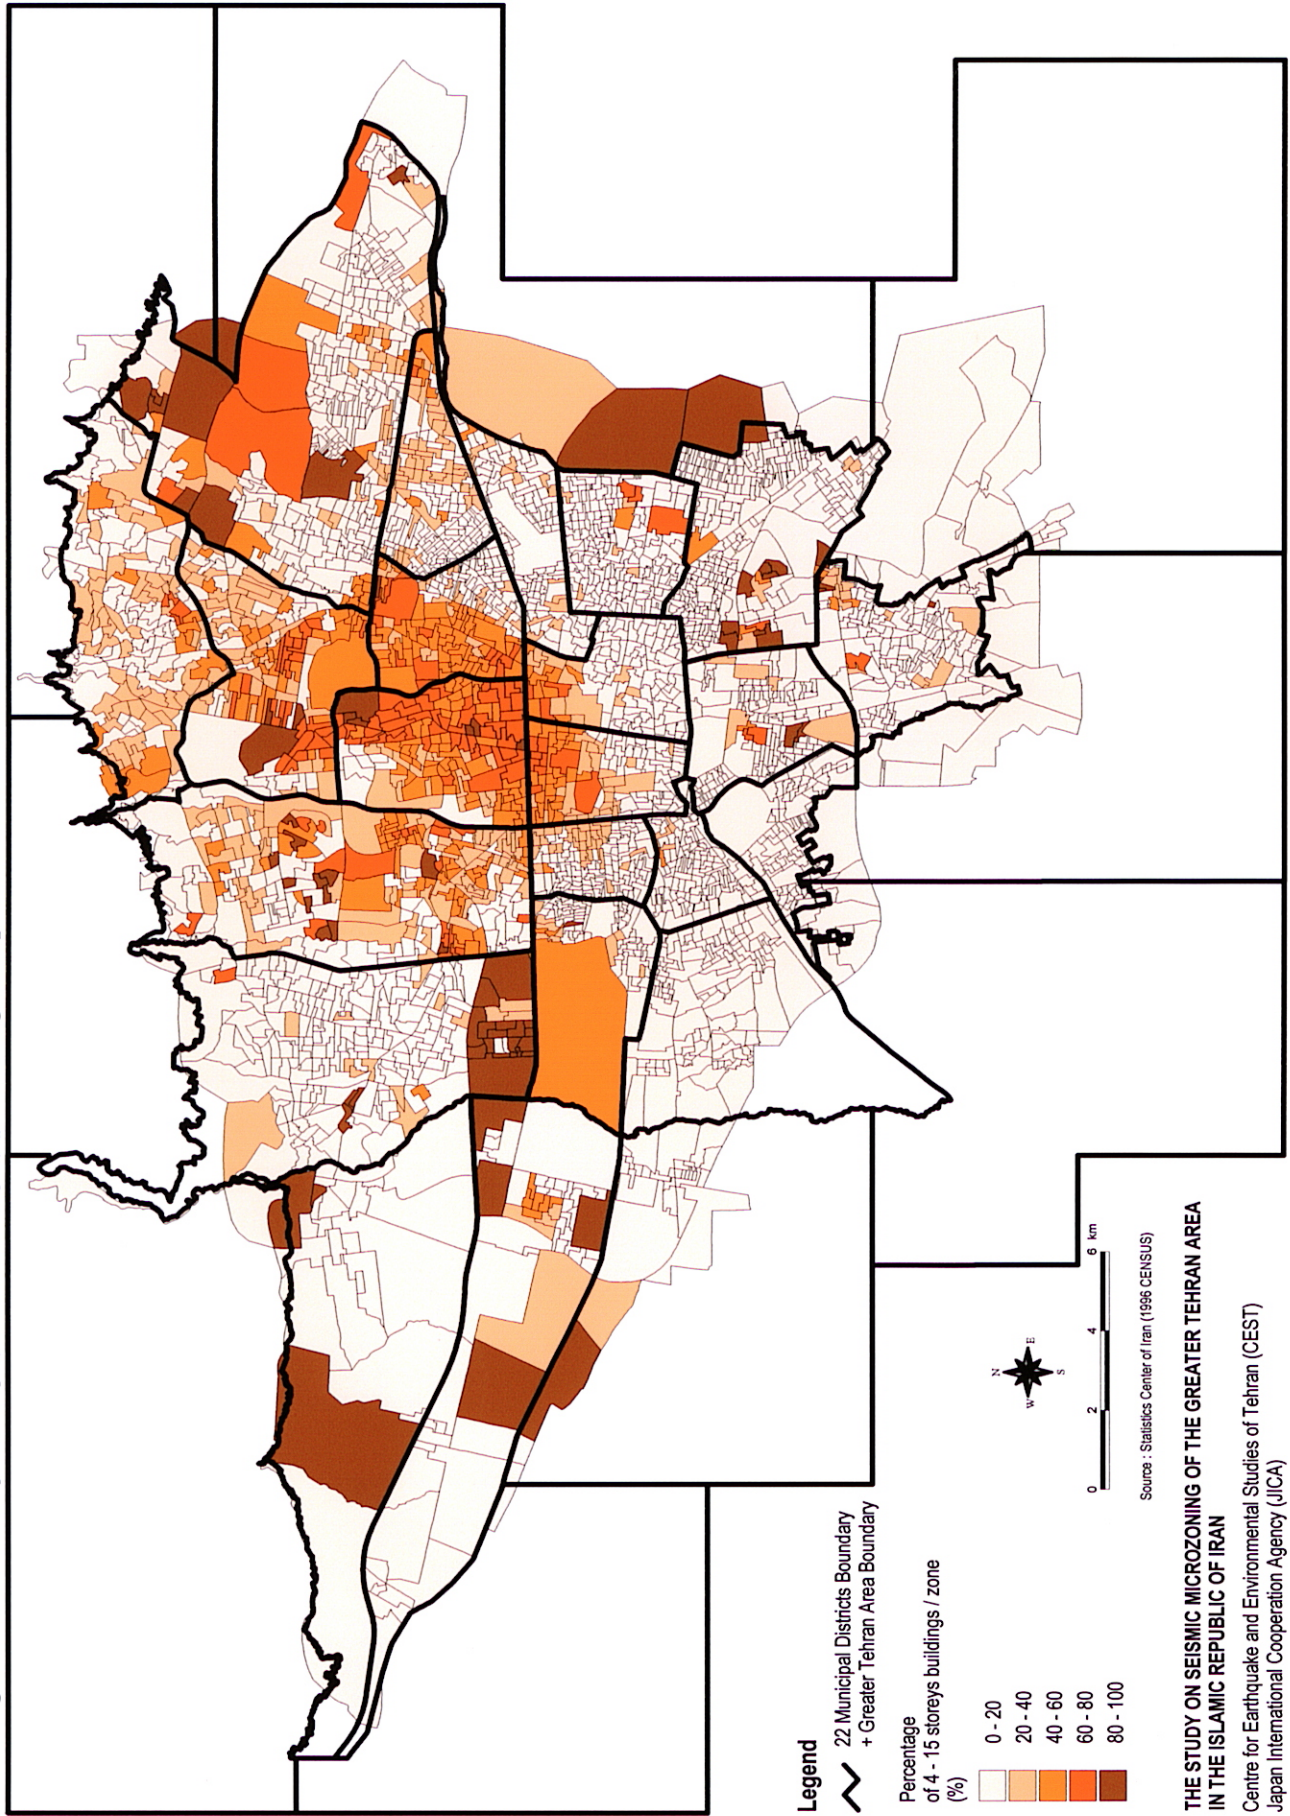 Legend
22 Municipal Districts Boundary
+ Greater Tehran Area Boundary
Percentage
of 4 - 15 storeys buildings / zone
(%)
0 - 20
20 - 40
40 - 60
60 - 80
80 - 100
N
W
E
S
0
2
4
6
km
Source : Statistics Center of Iran (1996 CENSUS)
THE STUDY ON SEISMIC MICROZONING OF THE GREATER TEHRAN AREA
IN THE ISLAMIC REPUBLIC OF IRAN
Centre for Earthquake and Environmental Studies of Tehran (CEST)
Japan International Cooperation Agency (JICA)